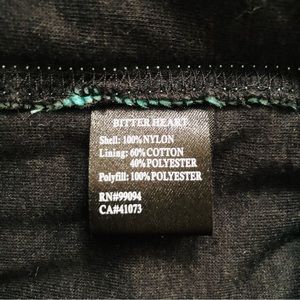 BITTER HEART
Shell: 100%NYLON
Lining: 60%COTTON
40%POLYESTER
Polyfill: 100%POLYESTER
RN#99094
CA#41073